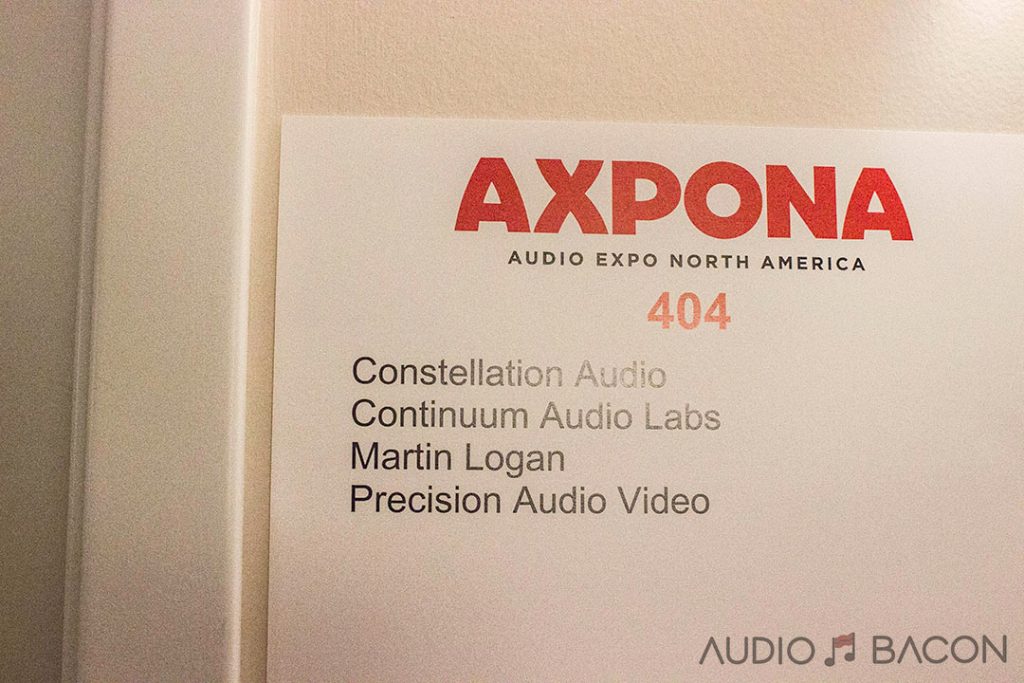 AXPONA
AUDIO EXPO NORTH AMERICA
404
Constellation Audio
Continuum Audio Labs
Martin Logan
Precision Audio Video
AUDIO BACON